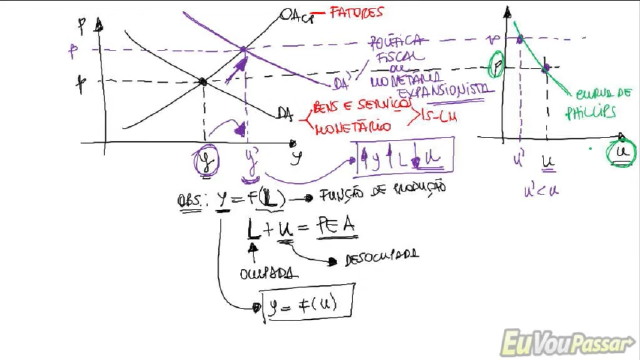 P
OACP → FATORES
P
P
POLÍTICA
FISCAL
OU
MONETÁRIA
EXPANSIONISTA
DA'
DA
BENS E SERVIÇO
MONETÁRIO
IS-LM
y
y'
y
↑y ↑L ↓u
OBS: y = F(L) → FUNÇÃO DE PRODUÇÃO
L + u = PEA
OCUPADA
DESOCUPADA
y = F(u)
P
CURVA DE
PHILLIPS
u'
u
u
u' < u
EuVouPassar